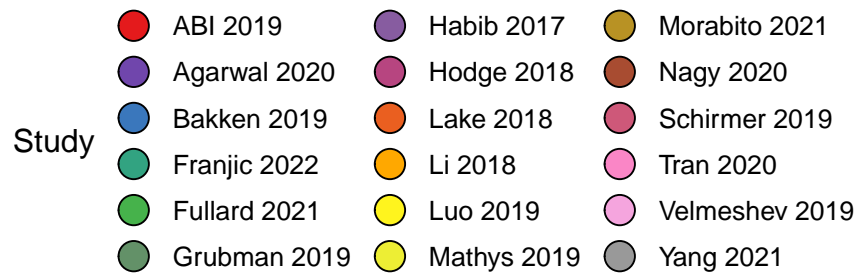 Study
ABI 2019
Agarwal 2020
Bakken 2019
Franjic 2022
Fullard 2021
Grubman 2019
Habib 2017
Hodge 2018
Lake 2018
Li 2018
Luo 2019
Mathys 2019
Morabito 2021
Nagy 2020
Schirmer 2019
Tran 2020
Velmeshev 2019
Yang 2021